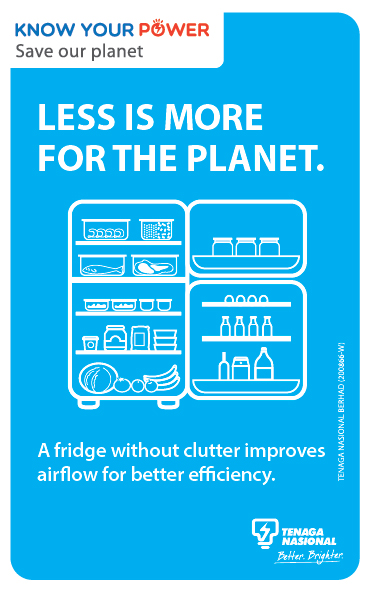 KNOW YOUR POWER
Save our planet
LESS IS MORE
FOR THE PLANET.
A fridge without clutter improves
airflow for better efficiency.
TENAGA NASIONAL BERHAD (200866-W)
TENAGA
NASIONAL
Better. Brighter.